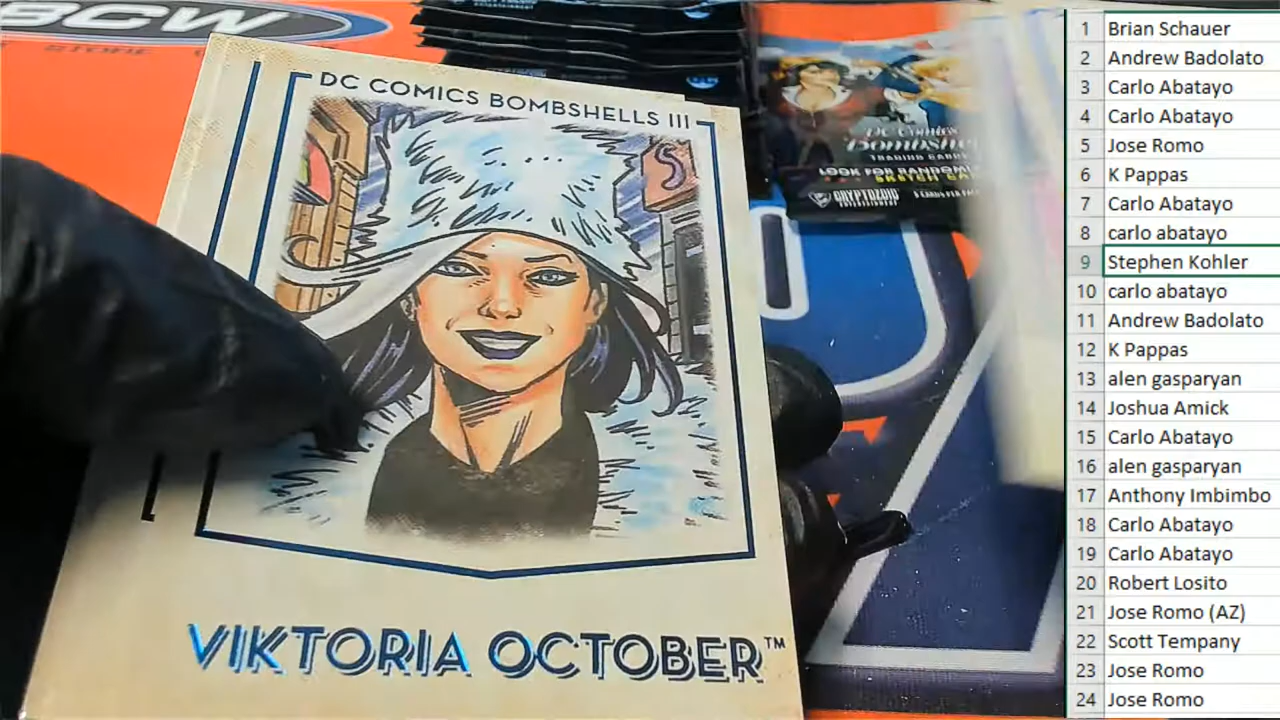 BCW
STORE
DC COMICS BOMBSHELLS III
VIKTORIA OCTOBER™
DC Comics
TRADING CARDS
LOOK FOR
CRYPTOZOIC
ENTERTAINMENT
1 Brian Schauer
2 Andrew Badolato
3 Carlo Abatayo
4 Carlo Abatayo
5 Jose Romo
6 K Pappas
7 Carlo Abatayo
8 carlo abatayo
9 Stephen Kohler
10 carlo abatayo
11 Andrew Badolato
12 K Pappas
13 alen gasparyan
14 Joshua Amick
15 Carlo Abatayo
16 alen gasparyan
17 Anthony Imbimbo
18 Carlo Abatayo
19 Carlo Abatayo
20 Robert Losito
21 Jose Romo (AZ)
22 Scott Tempany
23 Jose Romo
24 Jose Romo